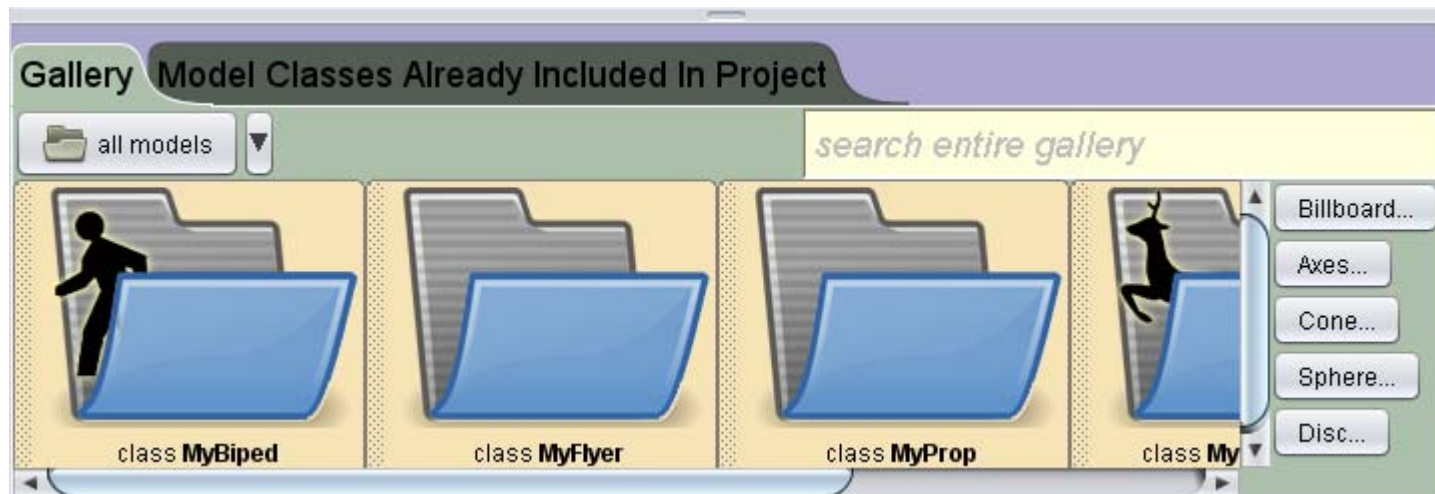 Gallery Model Classes Already Included In Project
all models search entire gallery
Billboard...
Axes...
Cone...
Sphere...
Disc...
class MyBiped class MyFlyer class MyProp class My